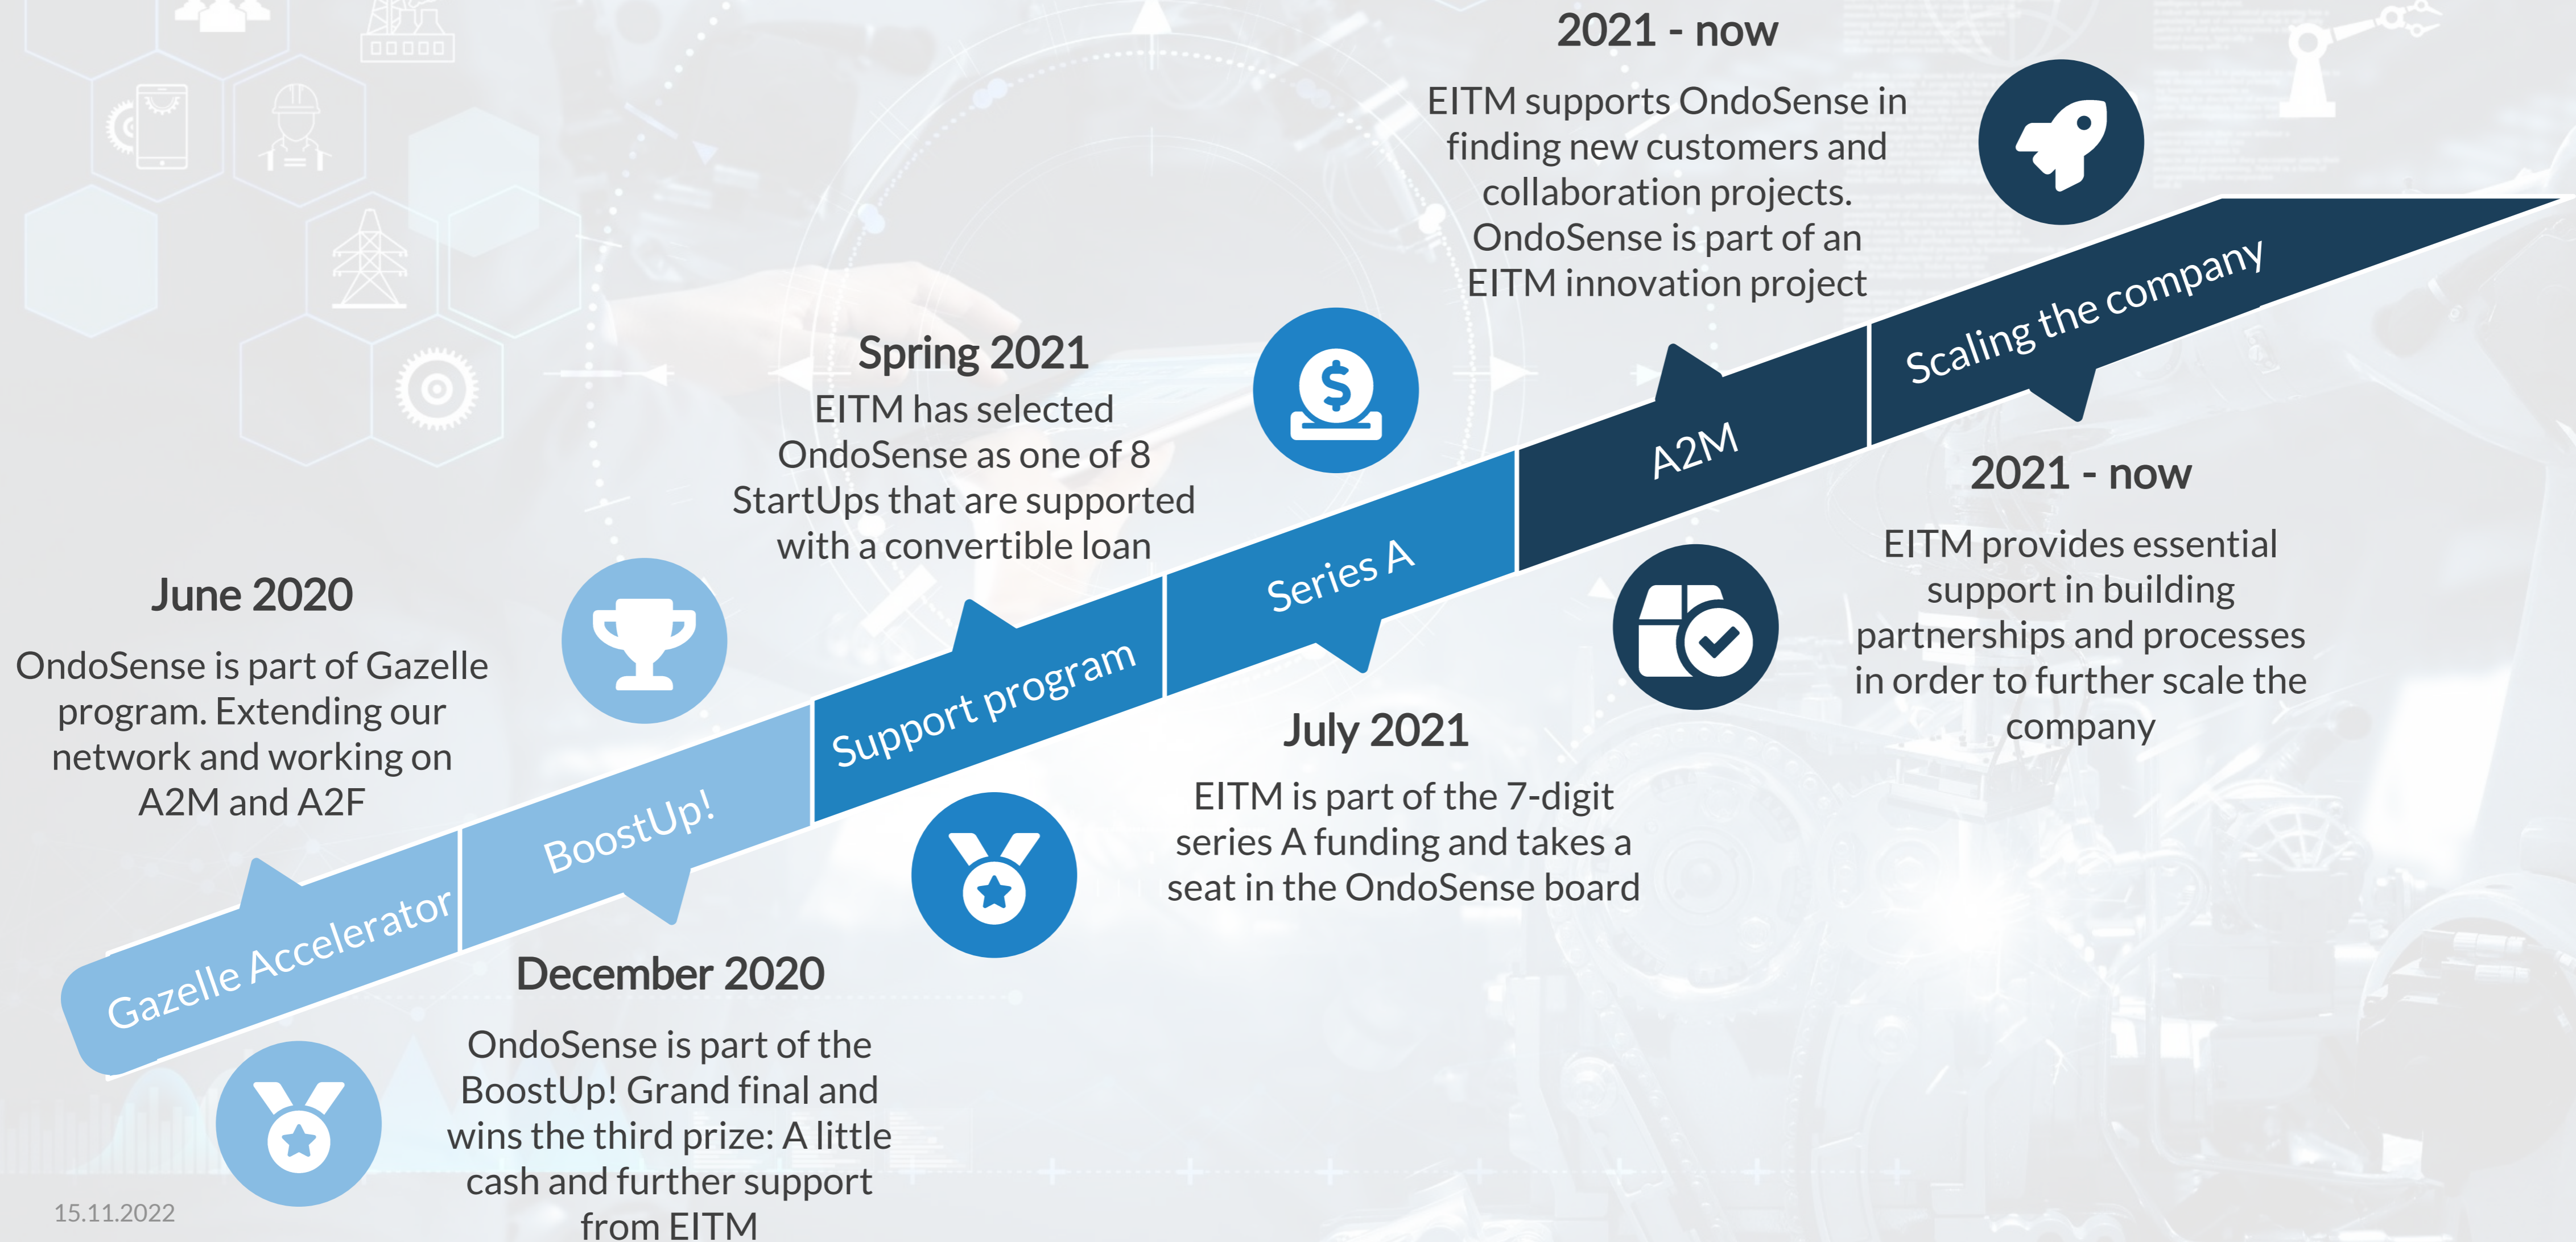 June 2020
OndoSense is part of Gazelle
program. Extending our
network and working on
A2M and A2F
Gazelle Accelerator
BoostUp!
December 2020
OndoSense is part of the
BoostUp! Grand final and
wins the third prize: A little
cash and further support
from EITM
Spring 2021
EITM has selected
OndoSense as one of 8
StartUps that are supported
with a convertible loan
Support program
Series A
July 2021
EITM is part of the 7-digit
series A funding and takes a
seat in the OndoSense board
2021 - now
EITM supports OndoSense in
finding new customers and
collaboration projects.
OndoSense is part of an
EITM innovation project
A2M
Scaling the company
2021 - now
EITM provides essential
support in building
partnerships and processes
in order to further scale the
company
15.11.2022